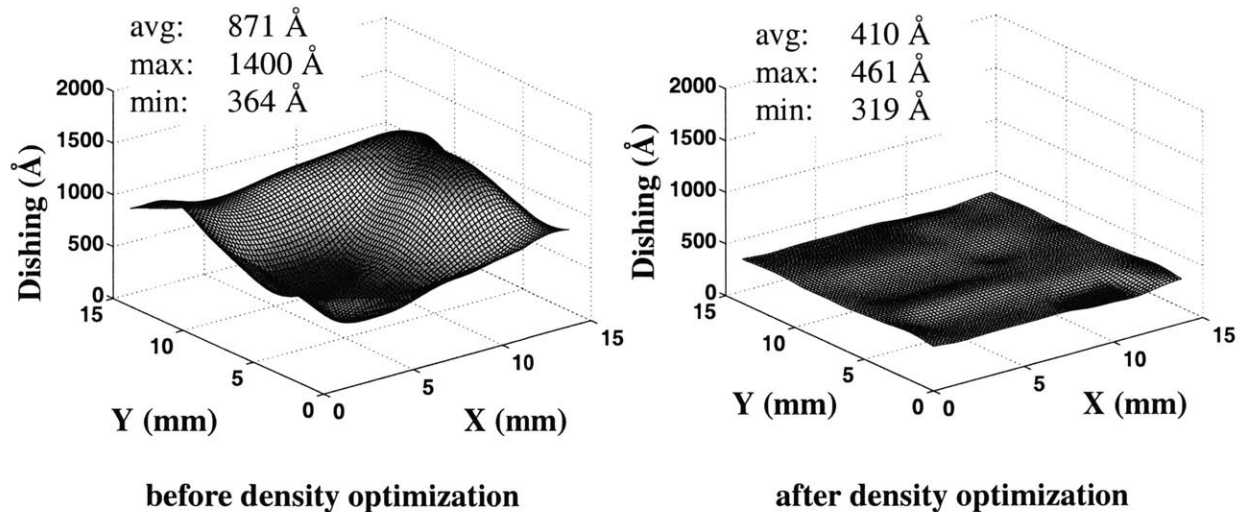 avg: 871 Å
max: 1400 Å
min: 364 Å
2000
1500
1000
500
0
Dishing (Å)
15
10
5
0
Y (mm)
0
5
10
15
X (mm)
before density optimization
avg: 410 Å
max: 461 Å
min: 319 Å
2000
1500
1000
500
0
Dishing (Å)
15
10
5
0
Y (mm)
0
5
10
15
X (mm)
after density optimization